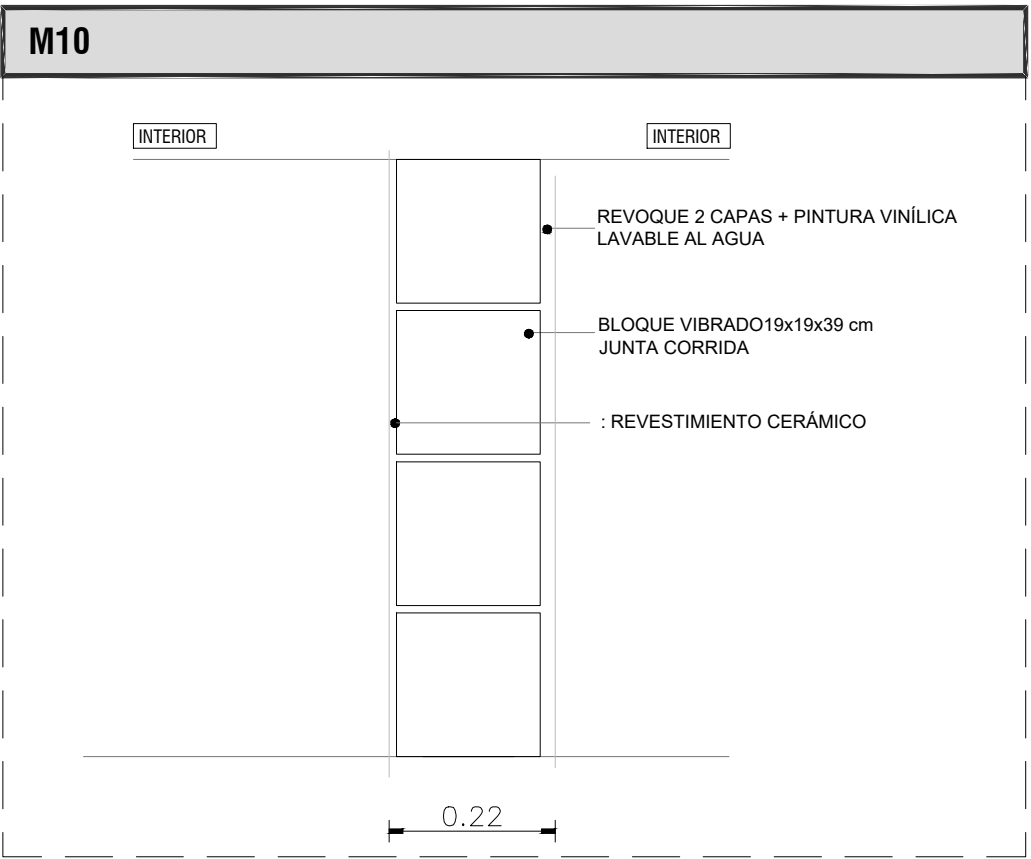 M10
INTERIOR
INTERIOR
REVOQUE 2 CAPAS + PINTURA VINÍLICA
LAVABLE AL AGUA
BLOQUE VIBRADO19x19x39 cm
JUNTA CORRIDA
: REVESTIMIENTO CERÁMICO
0.22